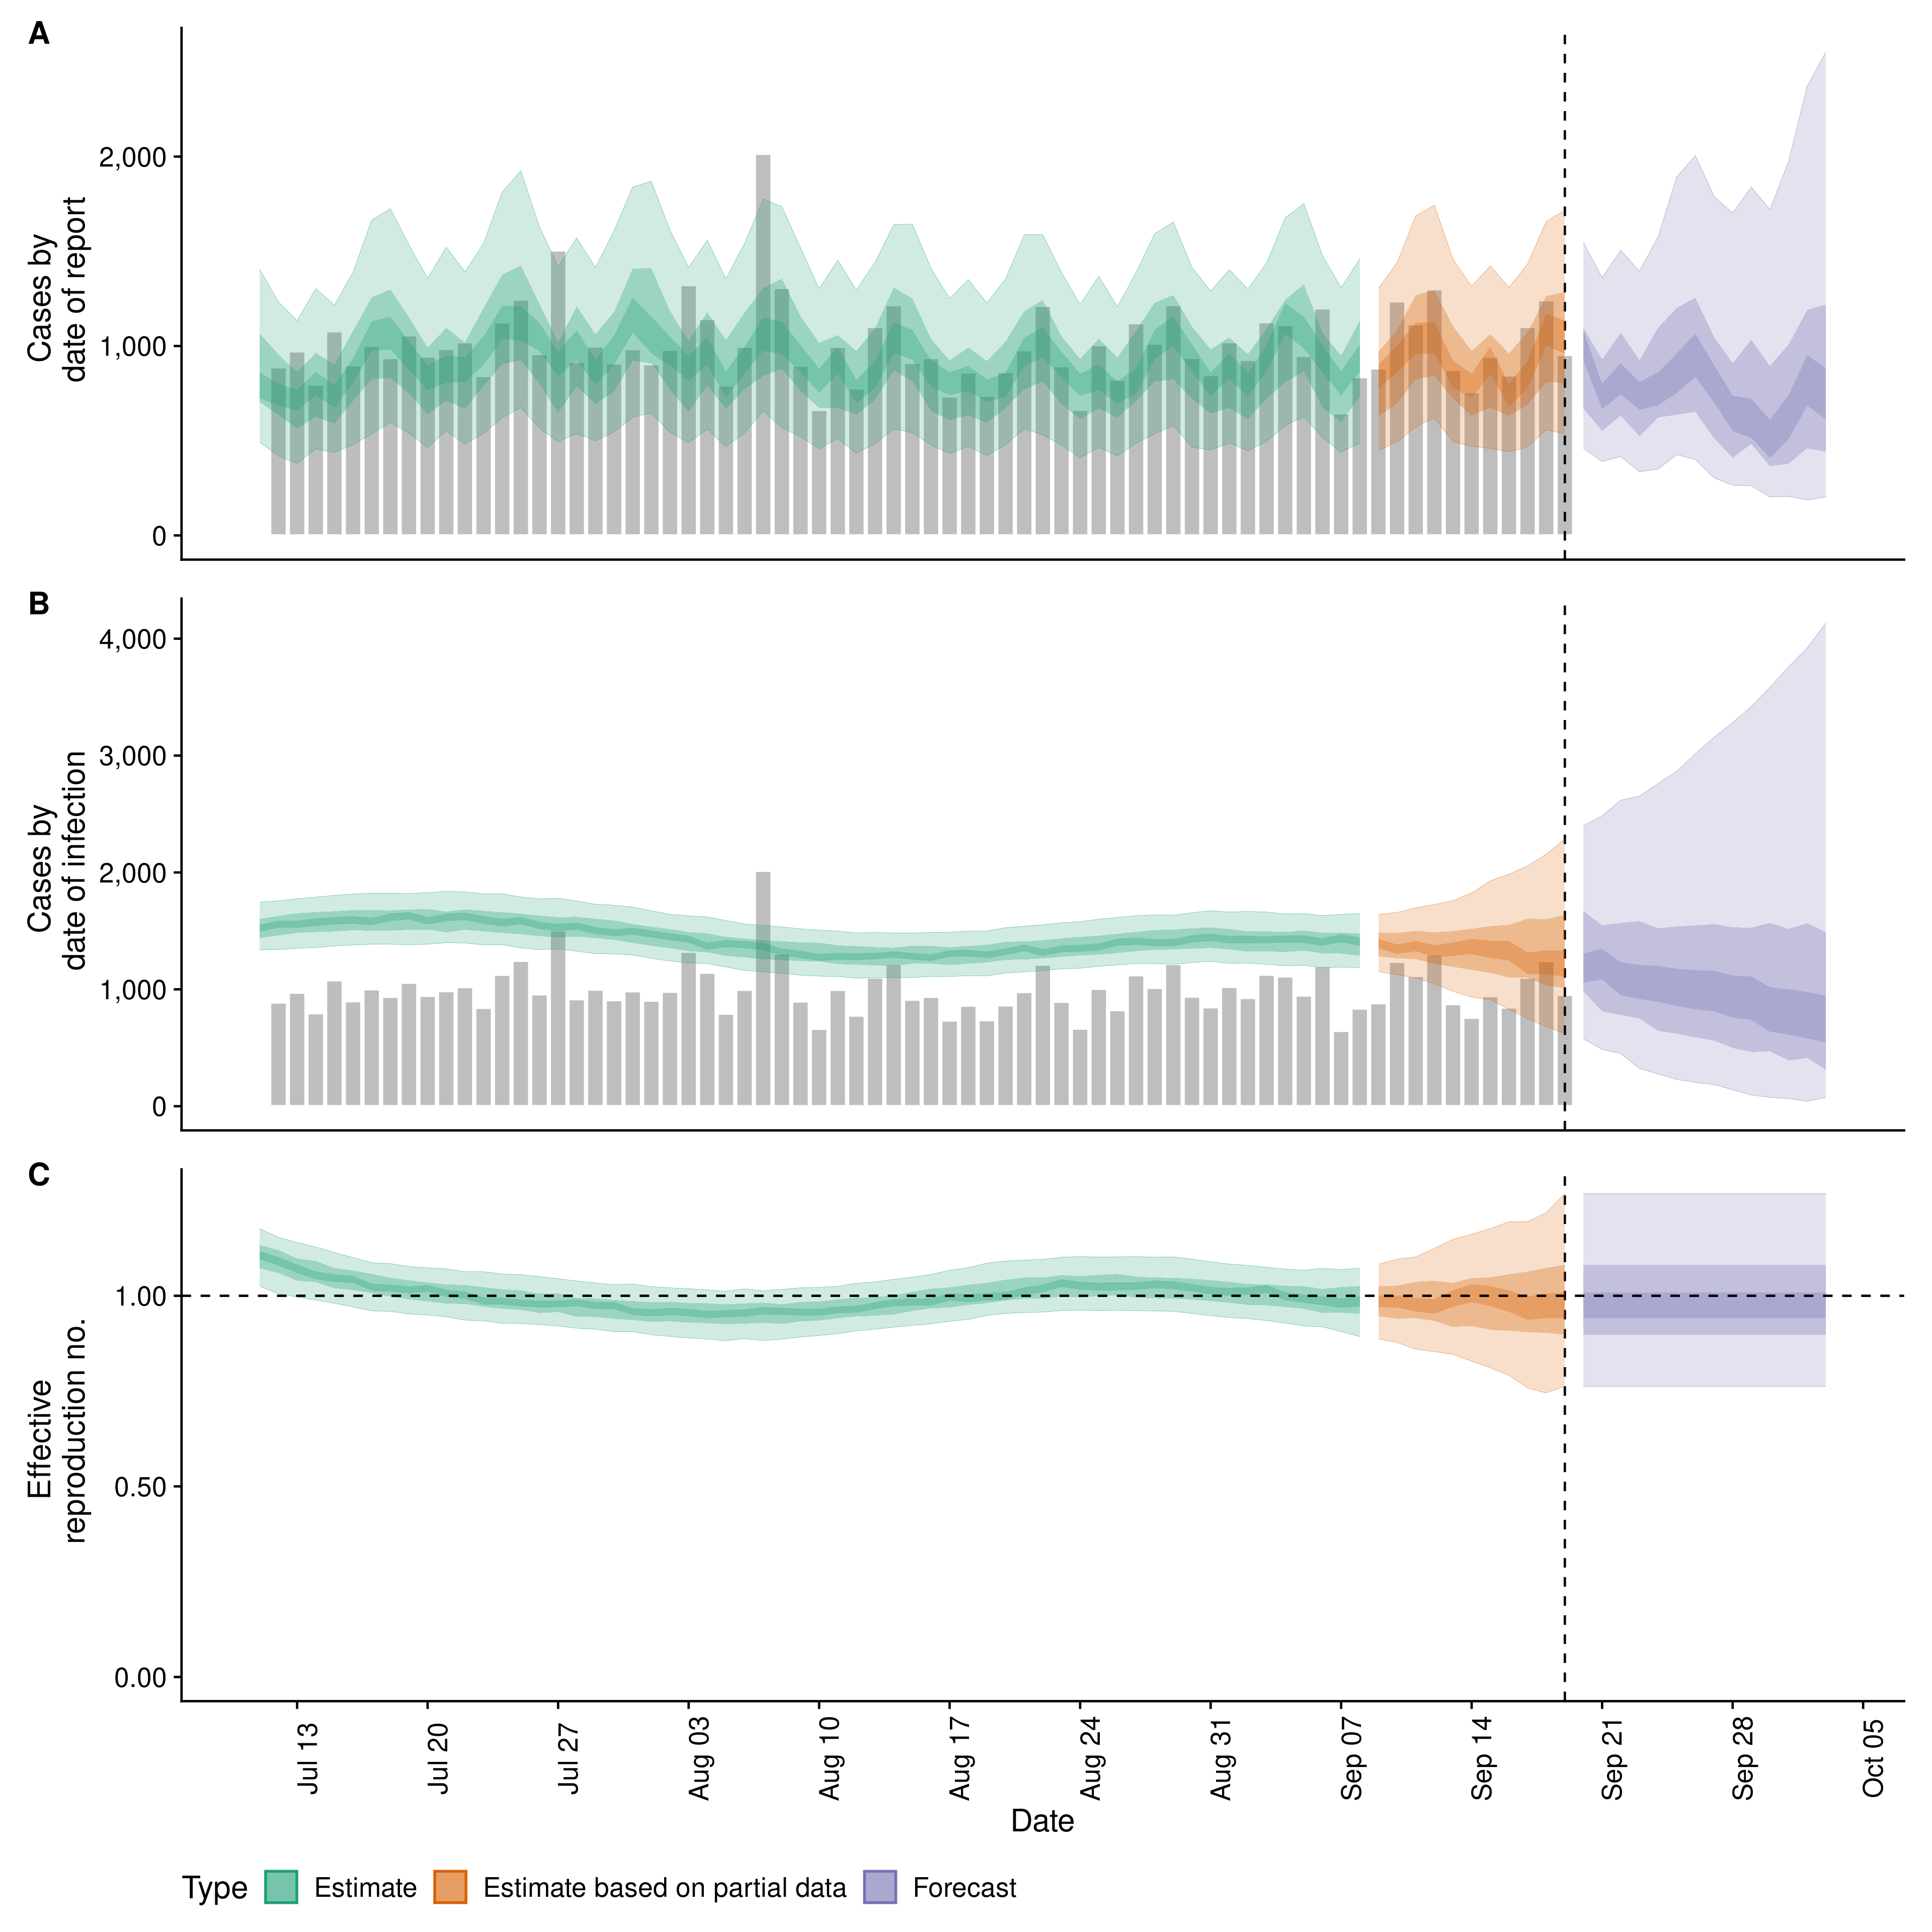 A
Cases by
date of report
2,000
1,000
0
B
Cases by
date of infection
4,000
3,000
2,000
1,000
0
C
Effective
reproduction no.
1.00
0.50
0.00
Jul 13
Jul 20
Jul 27
Aug 03
Aug 10
Aug 17
Aug 24
Aug 31
Sep 07
Sep 14
Sep 21
Sep 28
Oct 05
Date
Type Estimate Estimate based on partial data Forecast